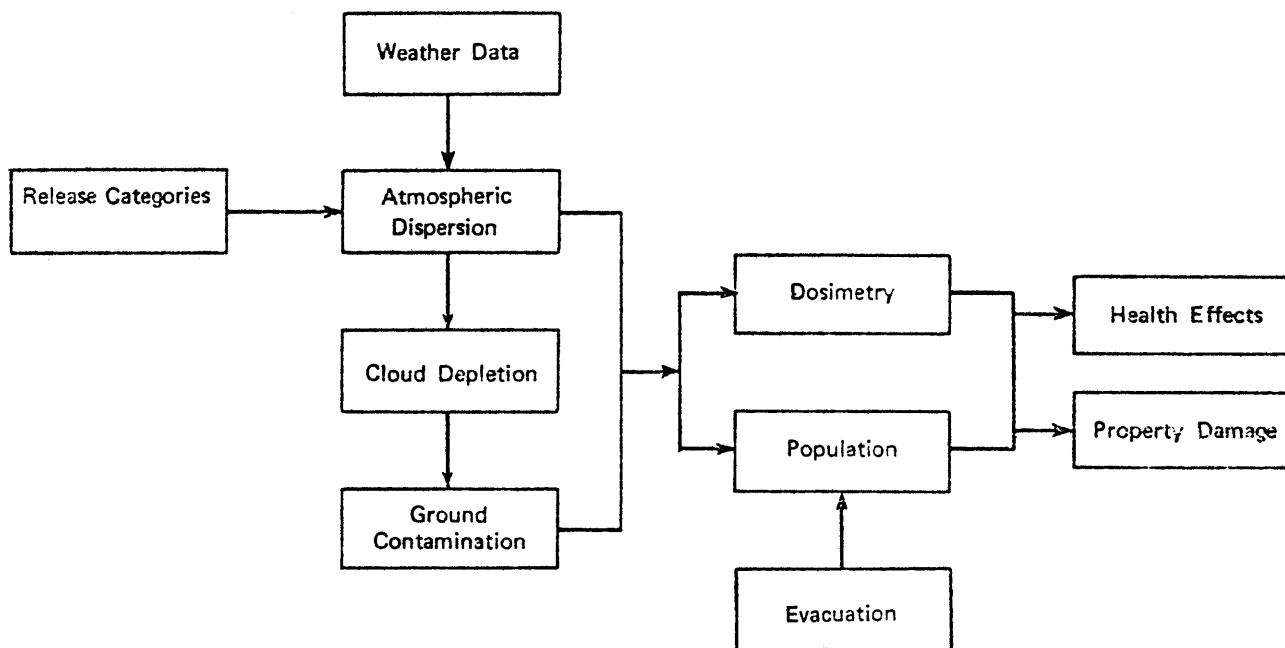 Weather Data
Release Categories
Atmospheric
Dispersion
Dosimetry
Health Effects
Cloud Depletion
Property Damage
Population
Ground
Contamination
Evacuation